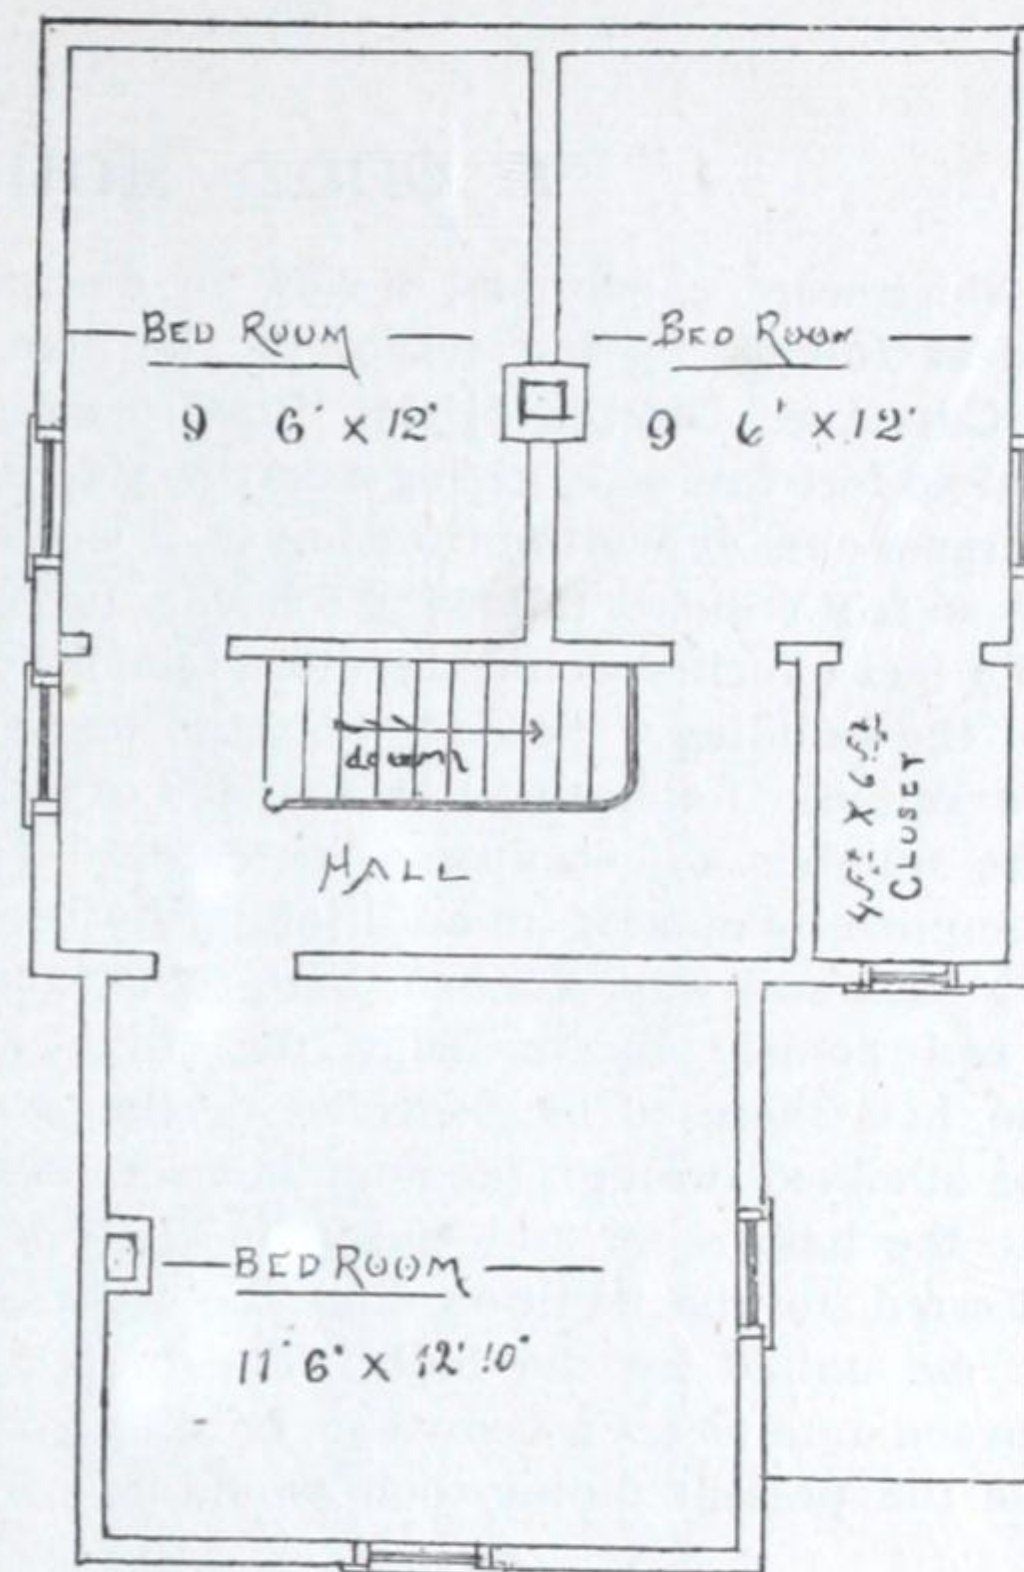 BED ROOM
9 6' X 12'
BED ROOM
9 6' X 12'
down
HALL
4 Ft X 6 Ft
CLOSET
BED ROOM
11' 6" X 12' 10"